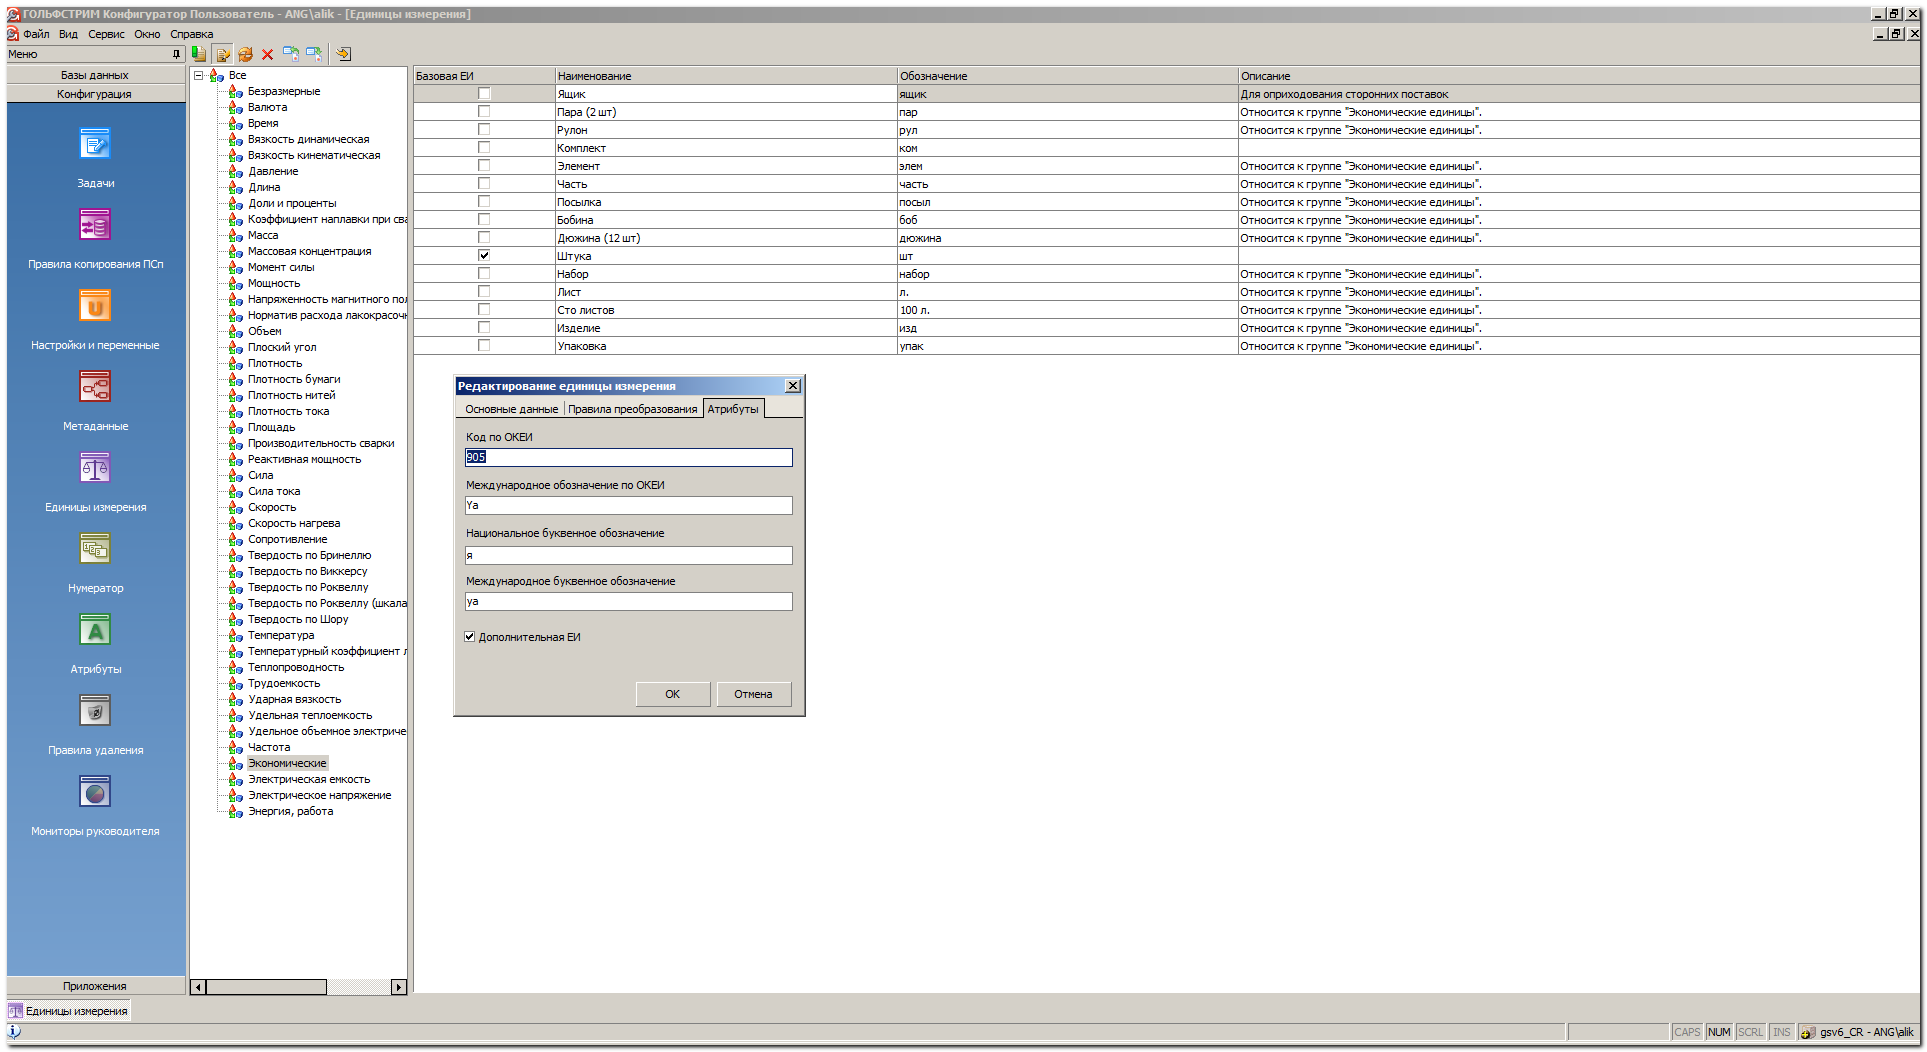 ГОЛЬФСТРИМ Конфигуратор Пользователь - ANG\alik - [Единицы измерения]
Файл Вид Сервис Окно Справка
Меню
Базы данных
Конфигурация
Задачи
Правила копирования ПСп
Настройки и переменные
Метаданные
Единицы измерения
Нумератор
Атрибуты
Правила удаления
Мониторы руководителя
Приложения
Все
Безразмерные
Валюта
Время
Вязкость динамическая
Вязкость кинематическая
Давление
Длина
Доли и проценты
Коэффициент наплавки при сва
Масса
Массовая концентрация
Момент силы
Мощность
Напряженность магнитного пол
Норматив расхода лакокрасочн
Объем
Плоский угол
Плотность
Плотность бумаги
Плотность нитей
Плотность тока
Площадь
Производительность сварки
Реактивная мощность
Сила
Сила тока
Скорость
Скорость нагрева
Сопротивление
Твердость по Бринеллю
Твердость по Виккерсу
Твердость по Роквеллу
Твердость по Роквеллу (шкала
Твердость по Шору
Температура
Температурный коэффициент л
Теплопроводность
Трудоемкость
Ударная вязкость
Удельная теплоемкость
Удельное объемное электриче
Частота
Экономические
Электрическая емкость
Электрическое напряжение
Энергия, работа
Базовая ЕИ Наименование Обозначение Описание
Ящик ящик Для оприходования сторонних поставок
Пара (2 шт) пар Относится к группе "Экономические единицы".
Рулон рул Относится к группе "Экономические единицы".
Комплект ком
Элемент элем Относится к группе "Экономические единицы".
Часть часть Относится к группе "Экономические единицы".
Посылка посыл Относится к группе "Экономические единицы".
Бобина боб Относится к группе "Экономические единицы".
Дюжина (12 шт) дюжина Относится к группе "Экономические единицы".
Штука шт
Набор набор Относится к группе "Экономические единицы".
Лист л. Относится к группе "Экономические единицы".
Сто листов 100 л. Относится к группе "Экономические единицы".
Изделие изд Относится к группе "Экономические единицы".
Упаковка упак Относится к группе "Экономические единицы".
Редактирование единицы измерения
Основные данные Правила преобразования Атрибуты
Код по ОКЕИ
905
Международное обозначение по ОКЕИ
Ya
Национальное буквенное обозначение
я
Международное буквенное обозначение
ya
Дополнительная ЕИ
OK Отмена
Единицы измерения
CAPS NUM SCRL INS gsv6_CR - ANG\alik